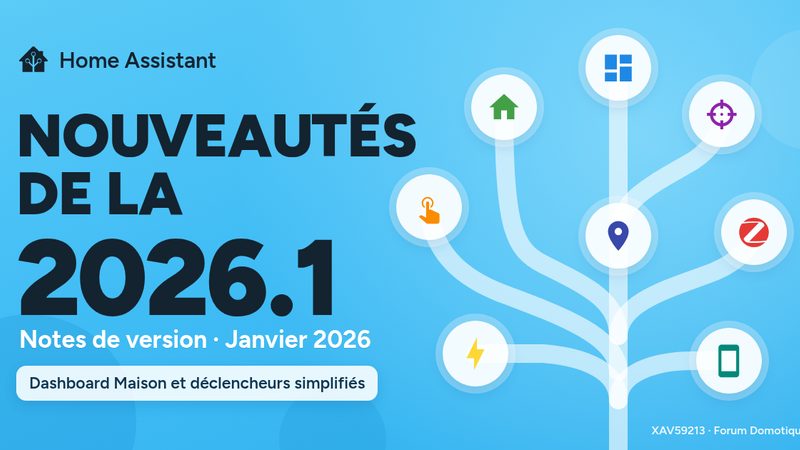 Home Assistant
NOUVEAUTÉS
DE LA
2026.1
Notes de version · Janvier 2026
Dashboard Maison et déclencheurs simplifiés
XAV59213 · Forum Domotiqu